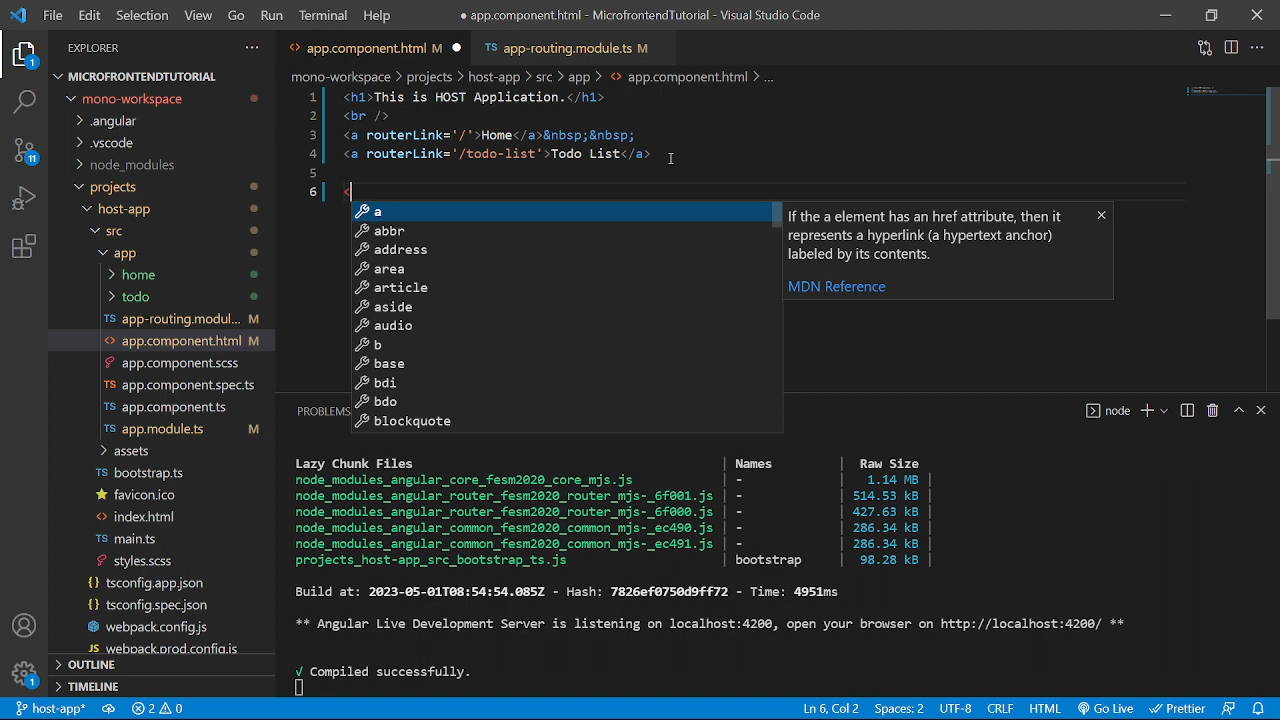 File Edit Selection View Go Run Terminal Help ● app.component.html - MicrofrontendTutorial - Visual Studio Code
EXPLORER ···
<> app.component.html M ●
TS app-routing.module.ts M
mono-workspace > projects > host-app > src > app > <> app.component.html > ...
MICROFRONTENDTUTORIAL
mono-workspace
.angular
.vscode
node_modules
projects
host-app
src
app
home
todo
TS app-routing.modul... M
<> app.component.html M
app.component.scss
TS app.component.spec.ts
TS app.component.ts
TS app.module.ts M
assets
TS bootstrap.ts
favicon.ico
<> index.html
TS main.ts
styles.scss
{} tsconfig.app.json
{} tsconfig.spec.json
webpack.config.js
JS webpack.prod.config.js
OUTLINE
TIMELINE
1
11
1
1 <h1>This is HOST Application.</h1>
2 <br />
3 <a routerLink='/'>Home</a>&nbsp;&nbsp;
4 <a routerLink='/todo-list'>Todo List</a>
5
6 <
a
abbr
address
area
article
aside
audio
b
base
bdi
bdo
blockquote
If the a element has an href attribute, then it
represents a hyperlink (a hypertext anchor)
labeled by its contents.
MDN Reference
PROBLEMS
node
Lazy Chunk Files | Names | Raw Size
node_modules_angular_core_fesm2020_core_mjs.js | - | 1.14 MB |
node_modules_angular_router_fesm2020_router_mjs-_6f001.js | - | 514.53 kB |
node_modules_angular_router_fesm2020_router_mjs-_6f000.js | - | 427.63 kB |
node_modules_angular_common_fesm2020_common_mjs-_ec490.js | - | 286.34 kB |
node_modules_angular_common_fesm2020_common_mjs-_ec491.js | - | 286.34 kB |
projects_host-app_src_bootstrap_ts.js | bootstrap | 98.28 kB |
Build at: 2023-05-01T08:54:54.085Z - Hash: 7826ef0750d9ff72 - Time: 4951ms
** Angular Live Development Server is listening on localhost:4200, open your browser on http://localhost:4200/ **
√ Compiled successfully.
host-app* 2 0 Ln 6, Col 2 Spaces: 2 UTF-8 CRLF HTML Go Live Prettier